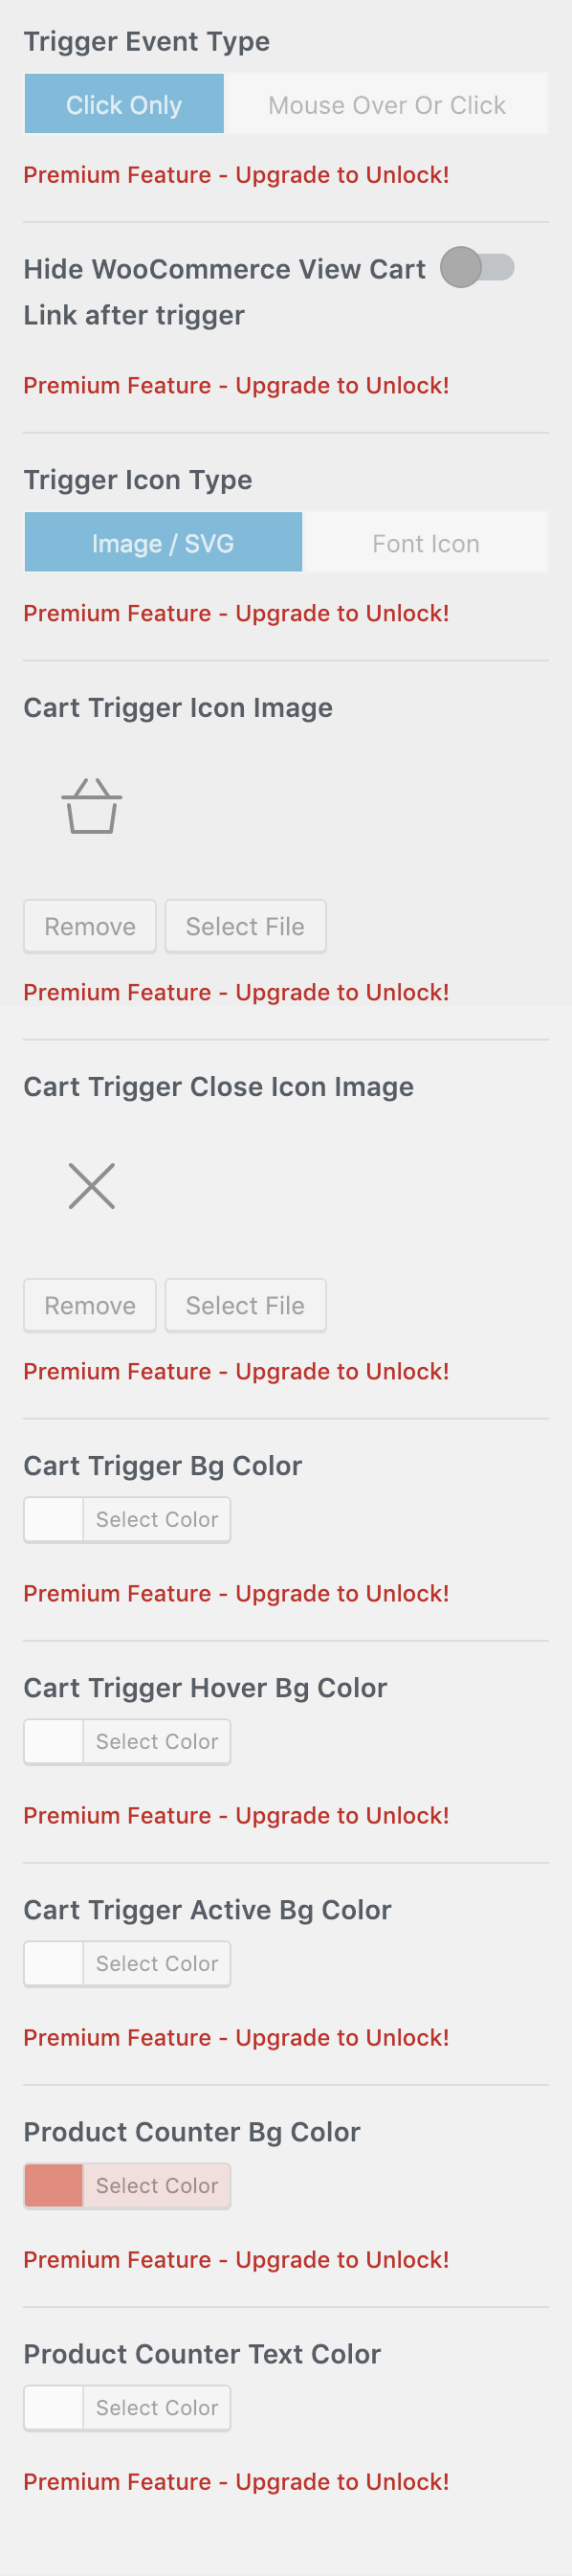 Trigger Event Type
Click Only
Mouse Over Or Click
Premium Feature - Upgrade to Unlock!
Hide WooCommerce View Cart
Link after trigger
Premium Feature - Upgrade to Unlock!
Trigger Icon Type
Image / SVG
Font Icon
Premium Feature - Upgrade to Unlock!
Cart Trigger Icon Image
Remove
Select File
Premium Feature - Upgrade to Unlock!
Cart Trigger Close Icon Image
Remove
Select File
Premium Feature - Upgrade to Unlock!
Cart Trigger Bg Color
Select Color
Premium Feature - Upgrade to Unlock!
Cart Trigger Hover Bg Color
Select Color
Premium Feature - Upgrade to Unlock!
Cart Trigger Active Bg Color
Select Color
Premium Feature - Upgrade to Unlock!
Product Counter Bg Color
Select Color
Premium Feature - Upgrade to Unlock!
Product Counter Text Color
Select Color
Premium Feature - Upgrade to Unlock!